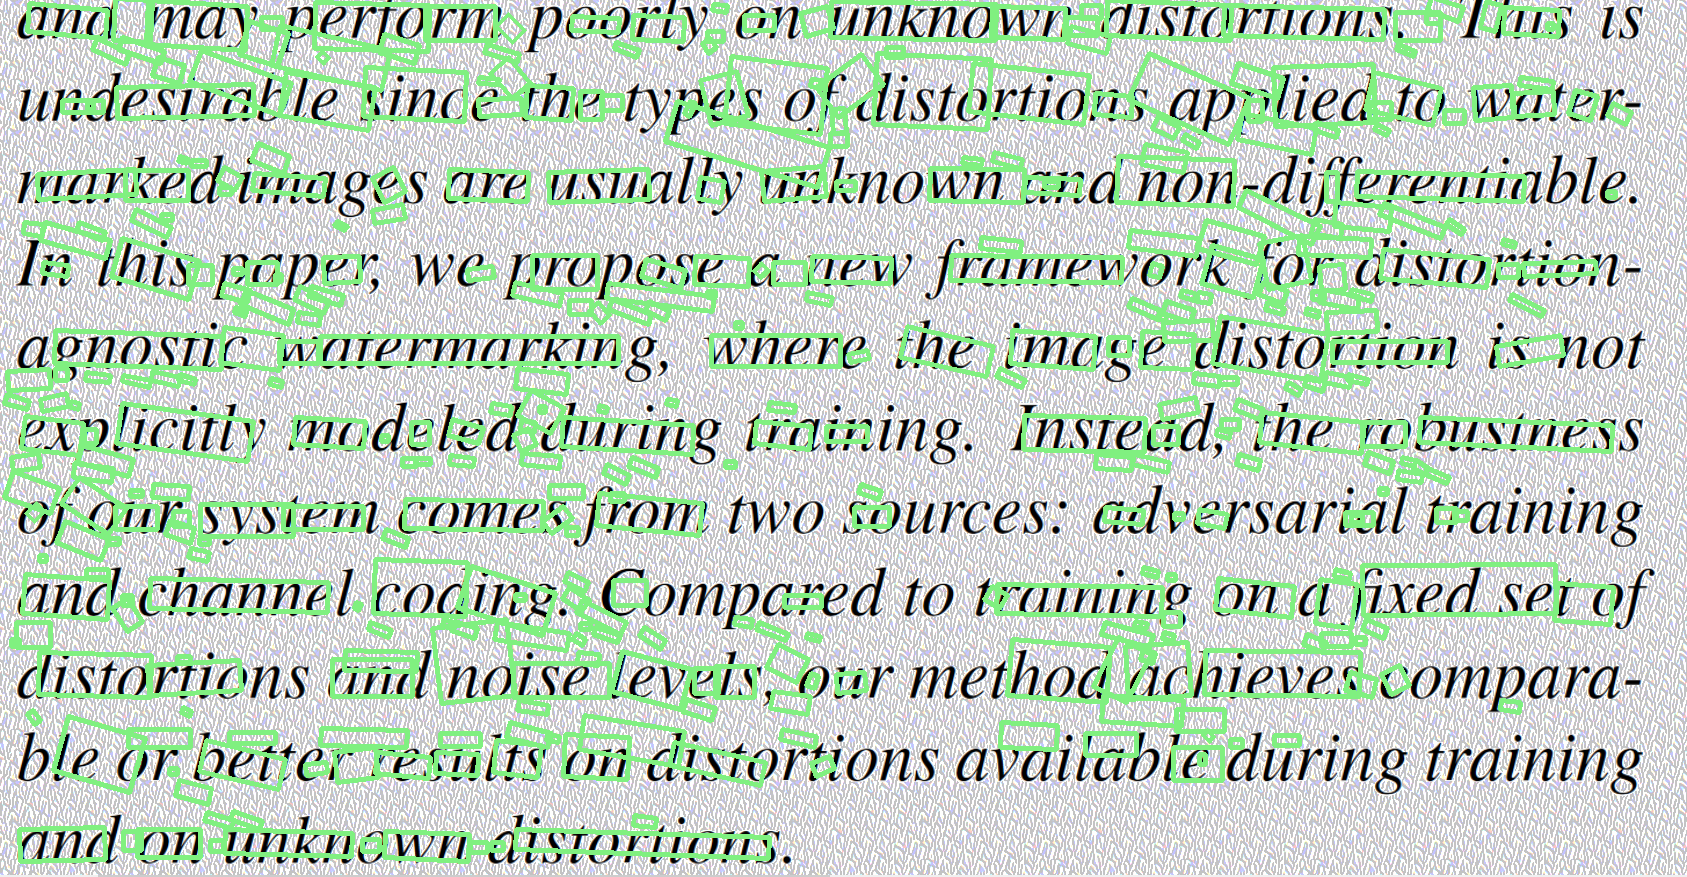 and may perform poorly on unknown distortions. This is
undesirable since the types of distortions applied to water-
marked images are usually unknown and non-differentiable.
In this paper, we propose a new framework for distortion-
agnostic watermarking, where the image distortion is not
explicitly modeled during training. Instead, the robustness
of our system comes from two sources: adversarial training
and channel coding. Compared to training on a fixed set of
distortions and noise levels, our method achieves compara-
ble or better results on distortions available during training
and on unknown distortions.